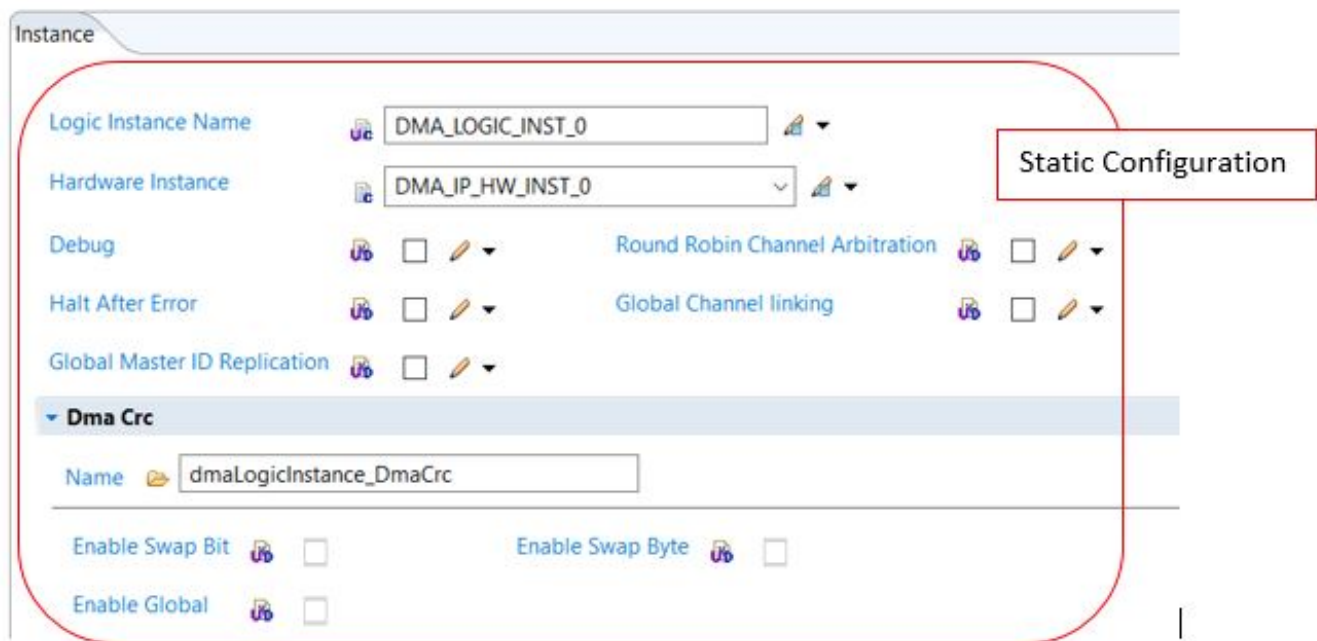 Instance
Logic Instance Name DMA_LOGIC_INST_0
Static Configuration
Hardware Instance DMA_IP_HW_INST_0
Debug Round Robin Channel Arbitration
Halt After Error Global Channel linking
Global Master ID Replication
Dma Crc
Name dmaLogicInstance_DmaCrc
Enable Swap Bit Enable Swap Byte
Enable Global